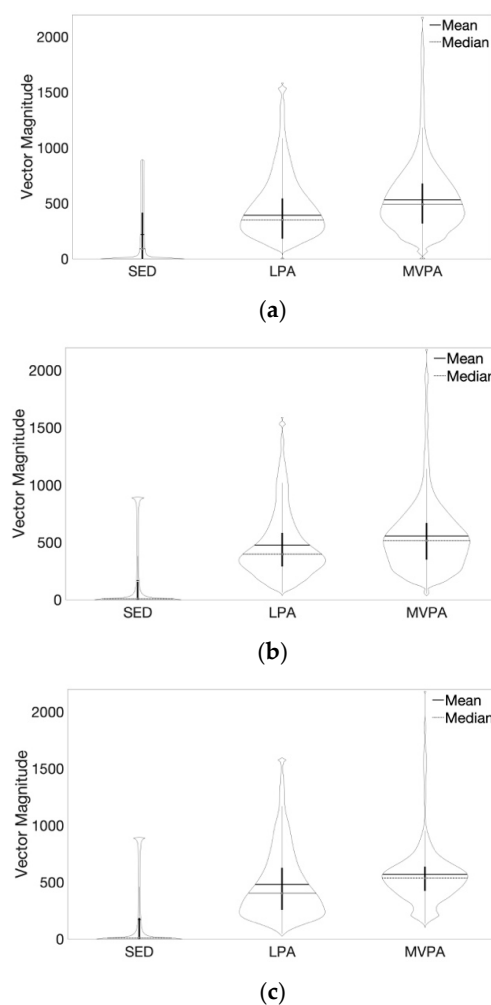 2000
1500
1000
500
0
Vector Magnitude
Mean
Median
SED LPA MVPA
(a)
2000
1500
1000
500
0
Vector Magnitude
Mean
Median
SED LPA MVPA
(b)
2000
1500
1000
500
0
Vector Magnitude
Mean
Median
SED LPA MVPA
(c)